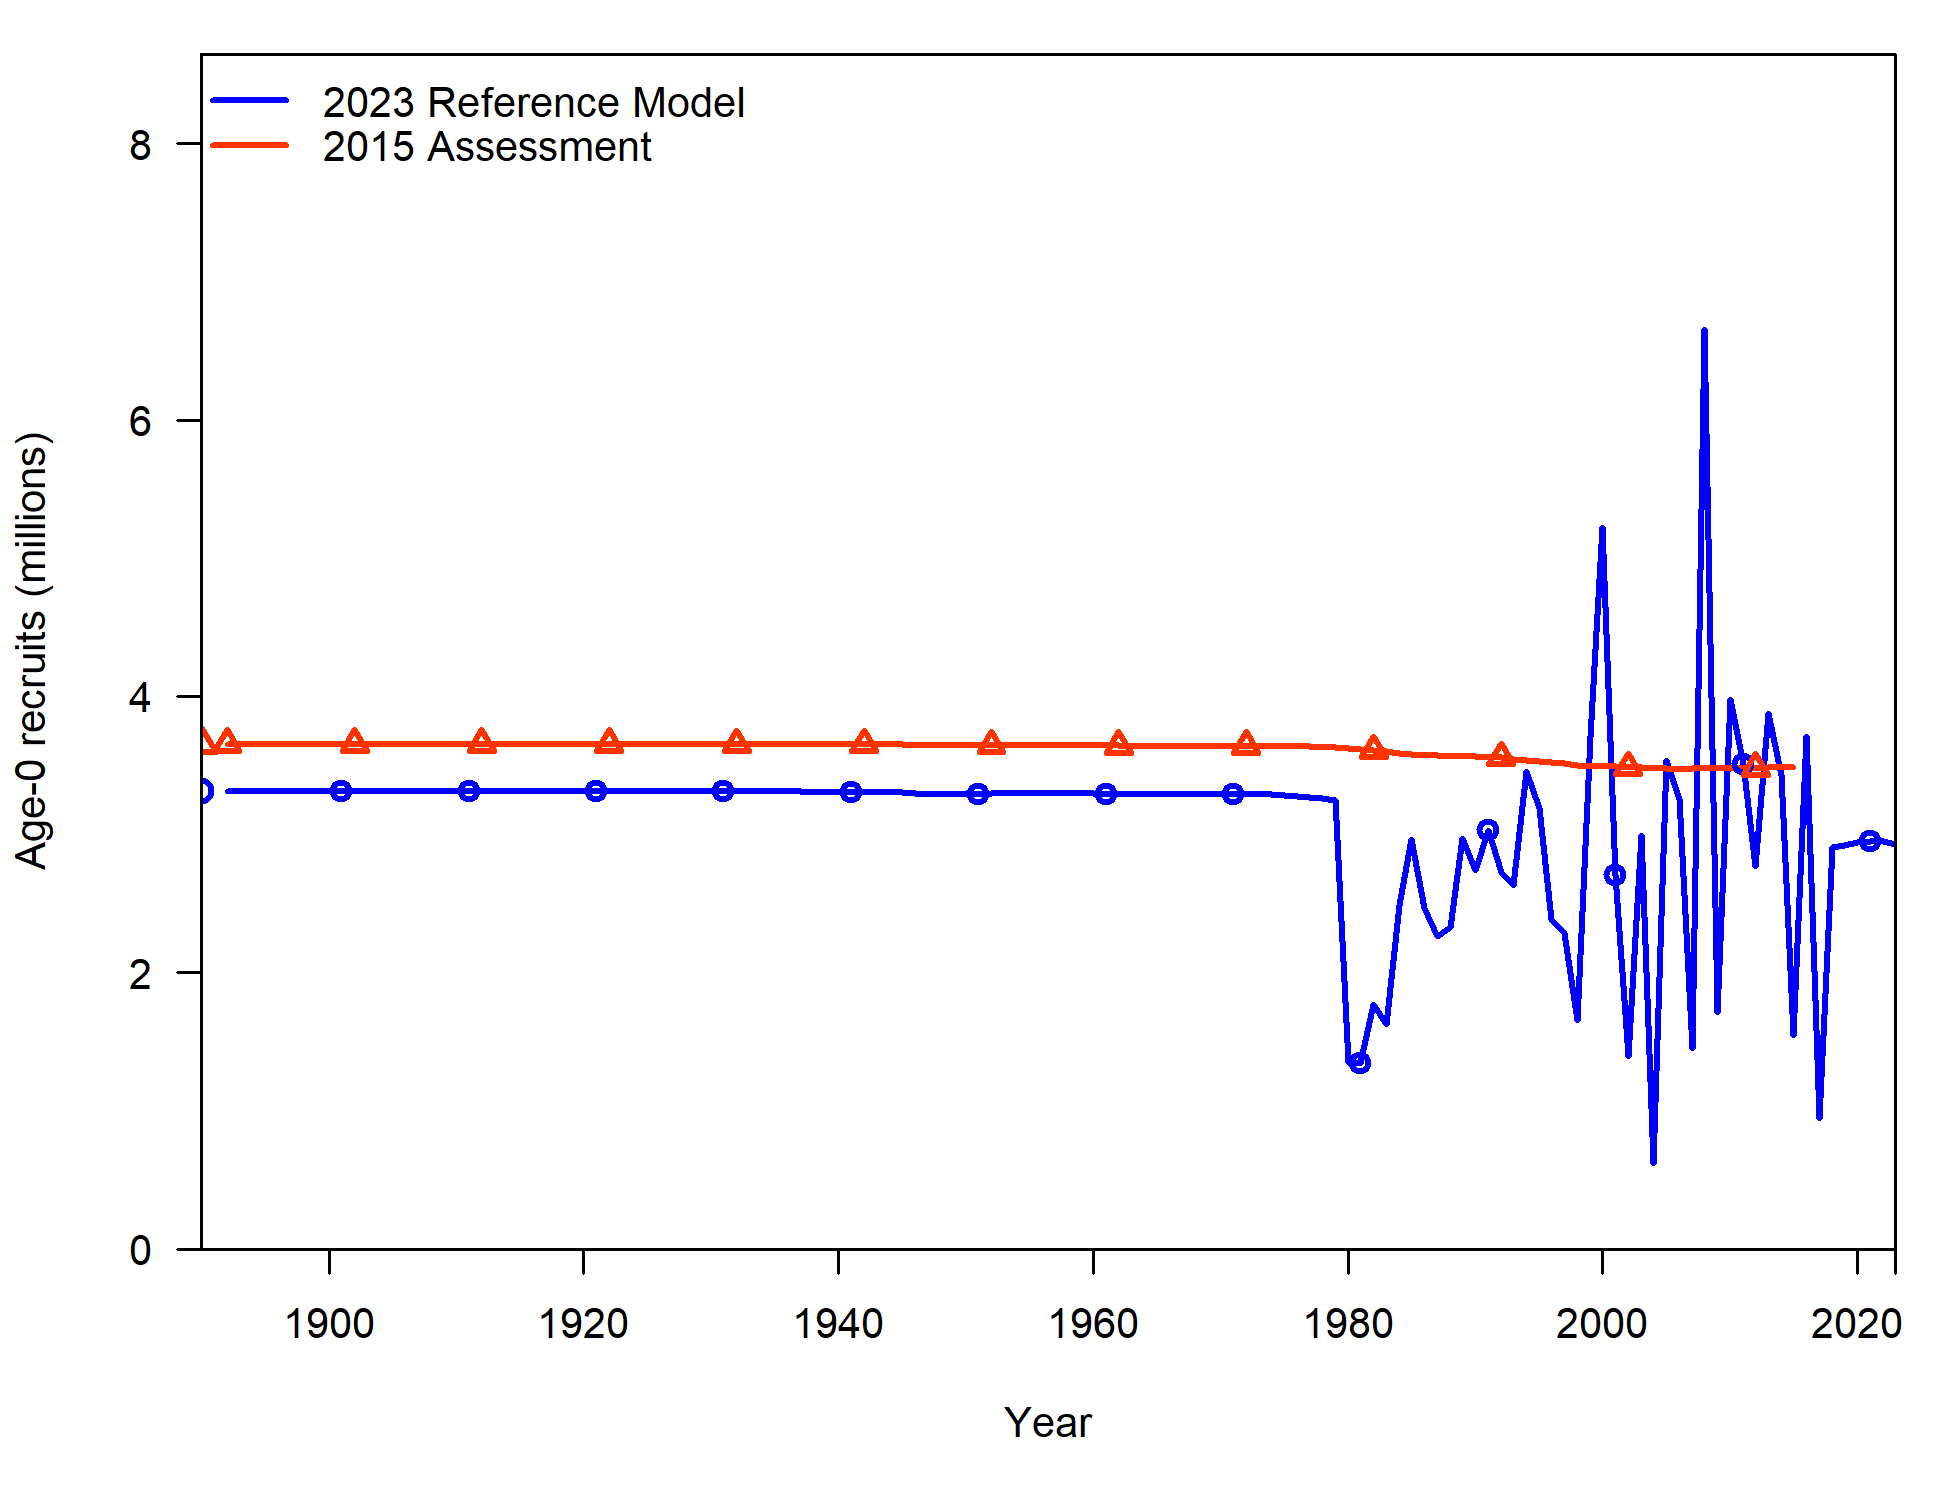 2023 Reference Model
2015 Assessment
8
6
4
2
0
Age-0 recruits (millions)
1900 1920 1940 1960 1980 2000 2020
Year